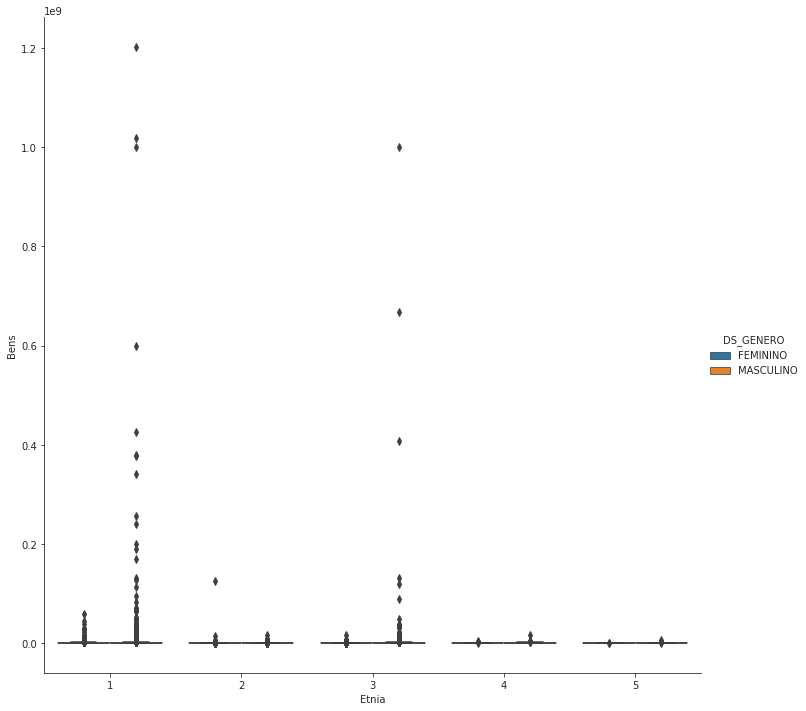 1e9
1.2
1.0
0.8
0.6
0.4
0.2
0.0
Bens
1 2 3 4 5
Etnia
DS_GENERO
FEMININO
MASCULINO